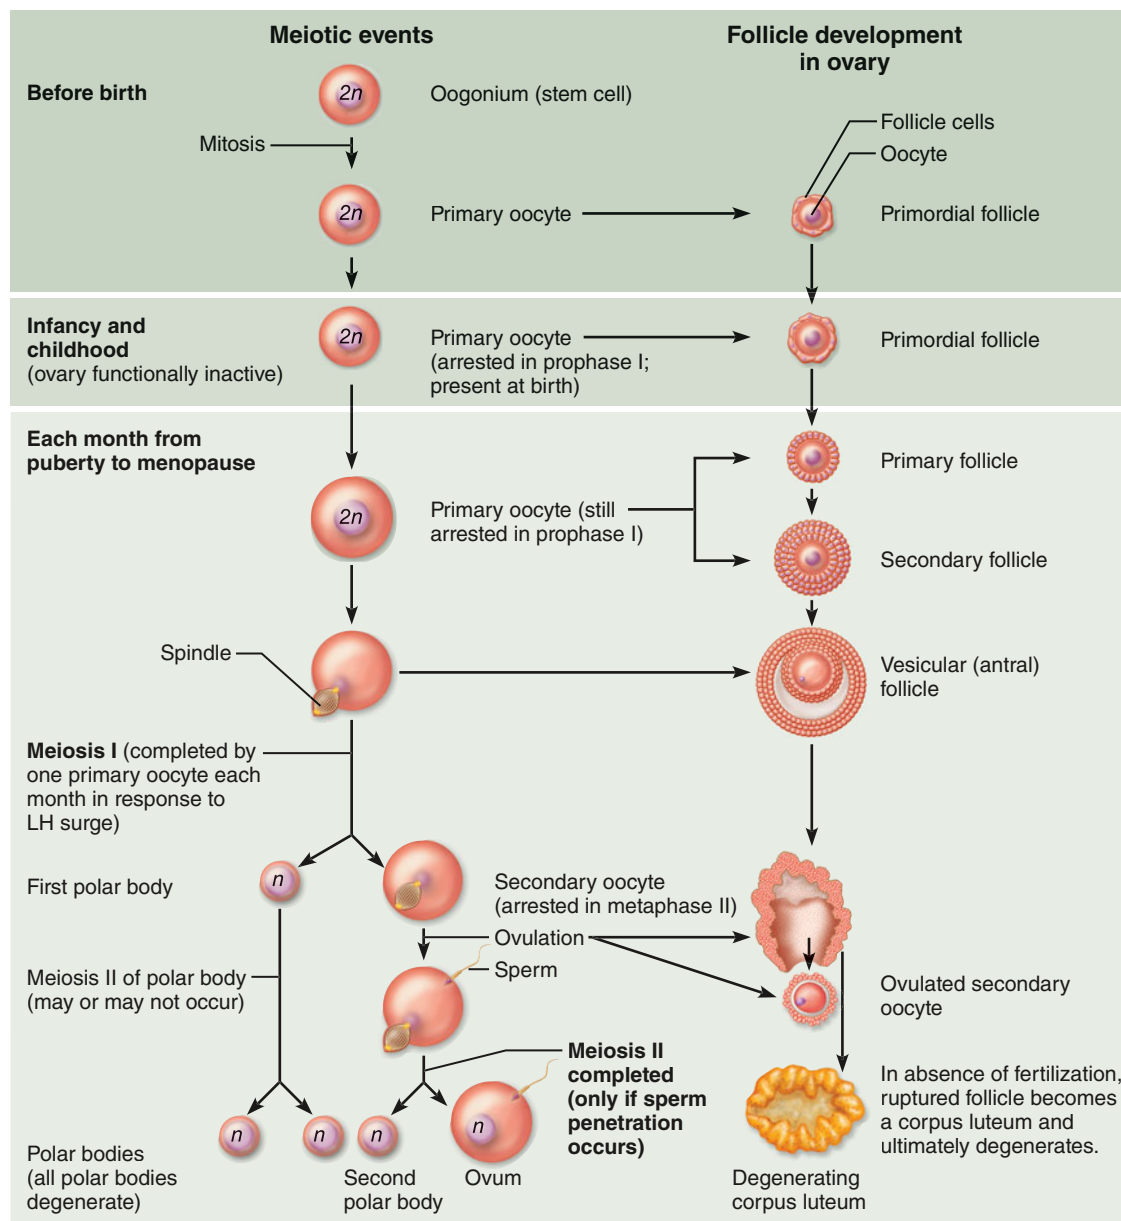 Meiotic events
Follicle development
in ovary
Before birth
2n
Oogonium (stem cell)
Follicle cells
Mitosis
Oocyte
2n
Primary oocyte
Primordial follicle
Infancy and
childhood
(ovary functionally inactive)
2n
Primary oocyte
(arrested in prophase I;
present at birth)
Primordial follicle
Each month from
puberty to menopause
Primary follicle
2n
Primary oocyte (still
arrested in prophase I)
Secondary follicle
Spindle
Vesicular (antral)
follicle
Meiosis I (completed by
one primary oocyte each
month in response to
LH surge)
First polar body
n
Secondary oocyte
(arrested in metaphase II)
Ovulation
Sperm
Meiosis II of polar body
(may or may not occur)
Ovulated secondary
oocyte
Meiosis II
completed
(only if sperm
penetration
occurs)
In absence of fertilization,
ruptured follicle becomes
a corpus luteum and
ultimately degenerates.
n
n
n
n
Polar bodies
(all polar bodies
degenerate)
Second
polar body
Ovum
Degenerating
corpus luteum